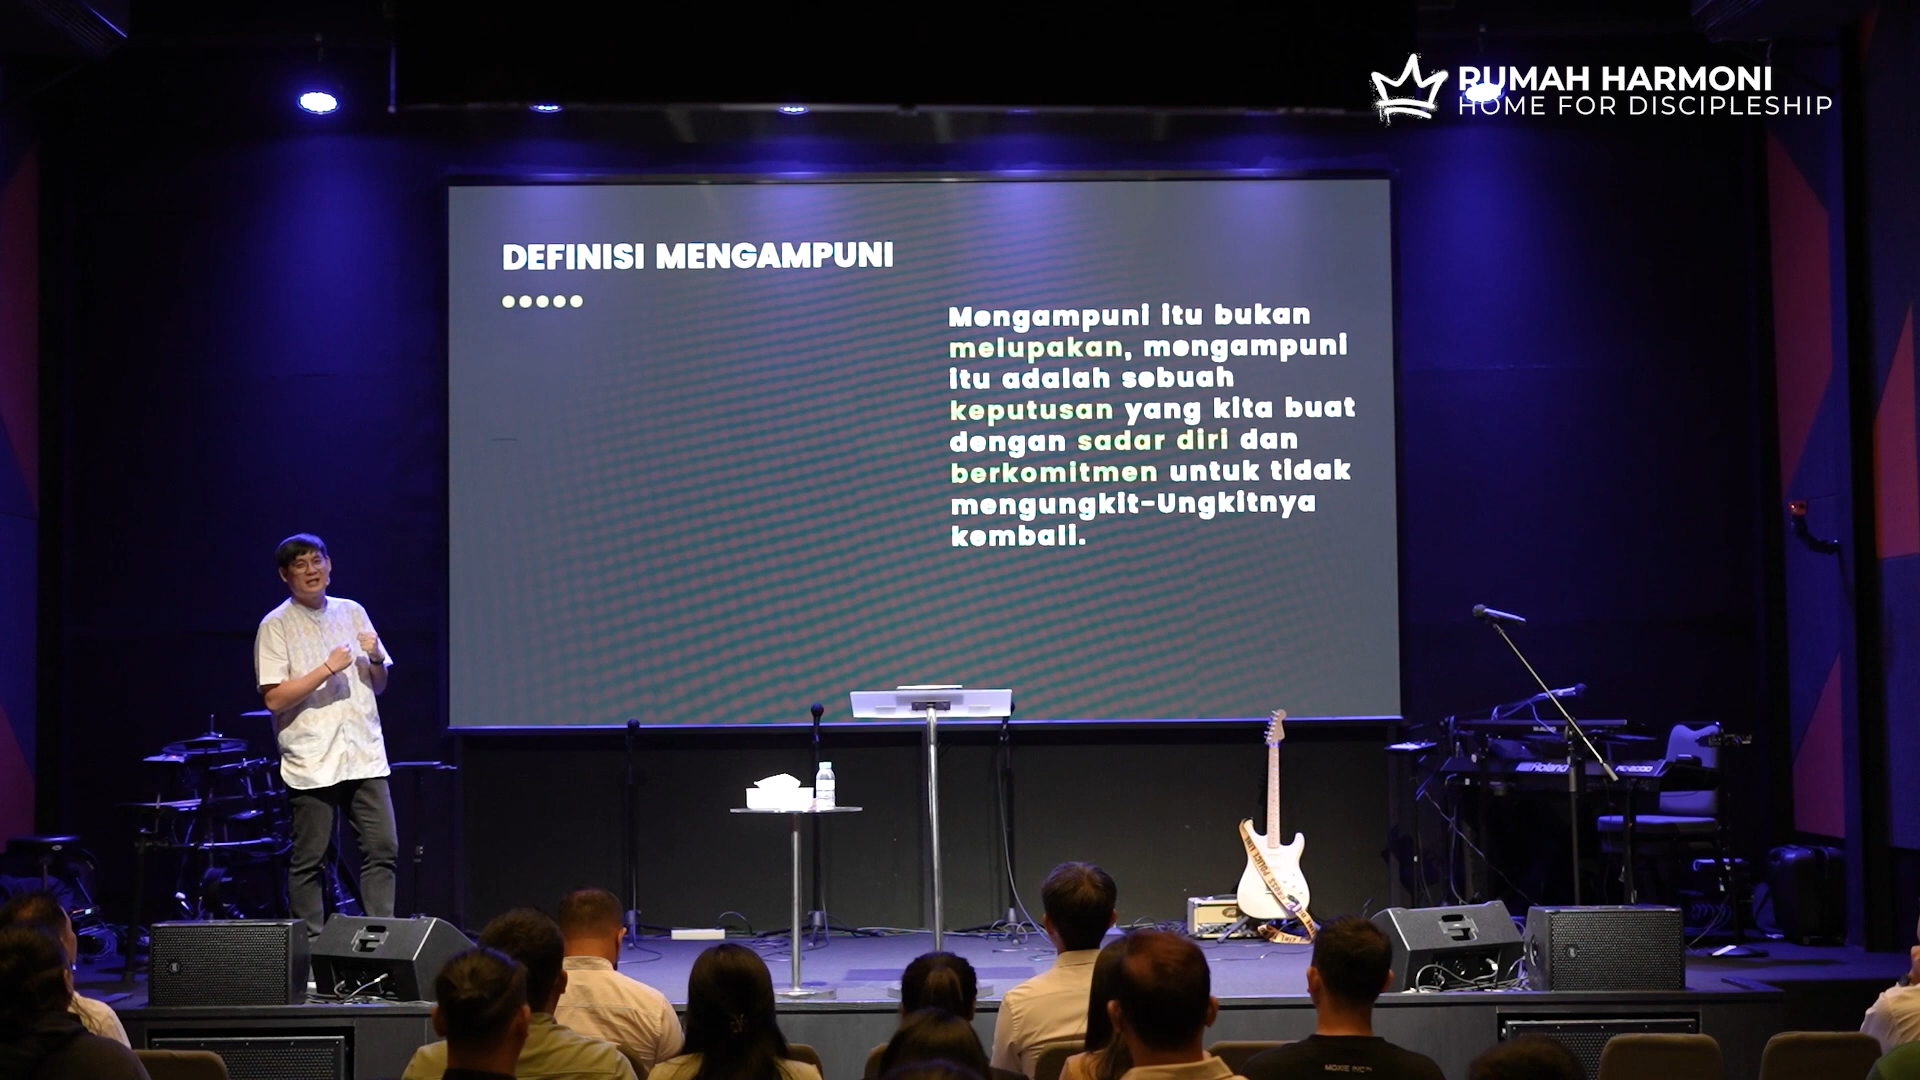 RUMAH HARMONI
HOME FOR DISCIPLESHIP
DEFINISI MENGAMPUNI
Mengampuni itu bukan
melupakan, mengampuni
itu adalah sebuah
keputusan yang kita buat
dengan sadar diri dan
berkomitmen untuk tidak
mengungkit-Ungkitnya
kembali.
Roland